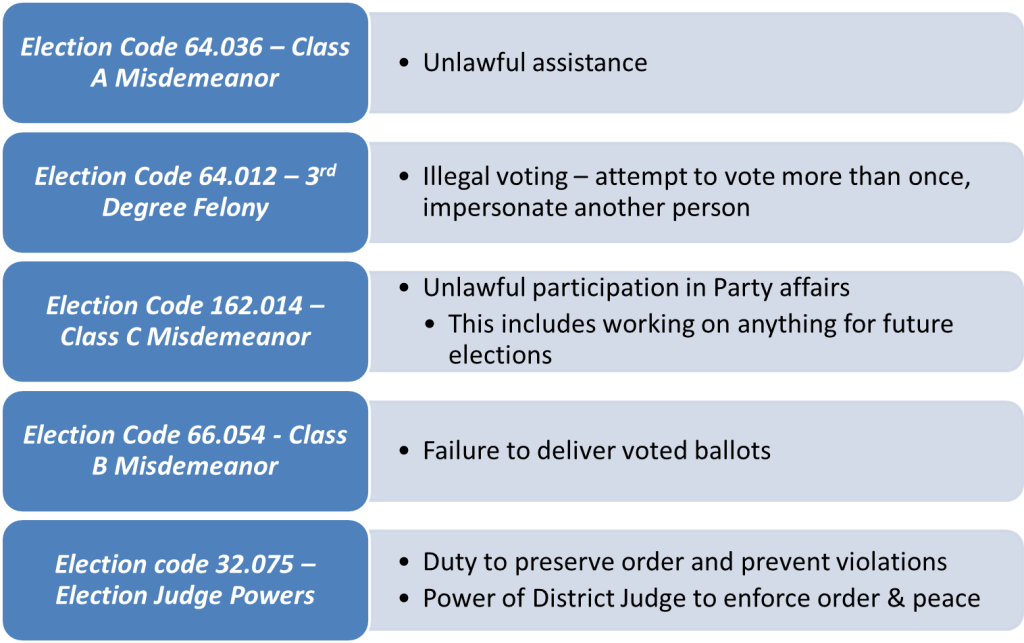 Election Code 64.036 – Class
A Misdemeanor
• Unlawful assistance
Election Code 64.012 – 3rd
Degree Felony
• Illegal voting – attempt to vote more than once,
impersonate another person
Election Code 162.014 –
Class C Misdemeanor
• Unlawful participation in Party affairs
• This includes working on anything for future
elections
Election Code 66.054 - Class
B Misdemeanor
• Failure to deliver voted ballots
Election code 32.075 –
Election Judge Powers
• Duty to preserve order and prevent violations
• Power of District Judge to enforce order & peace